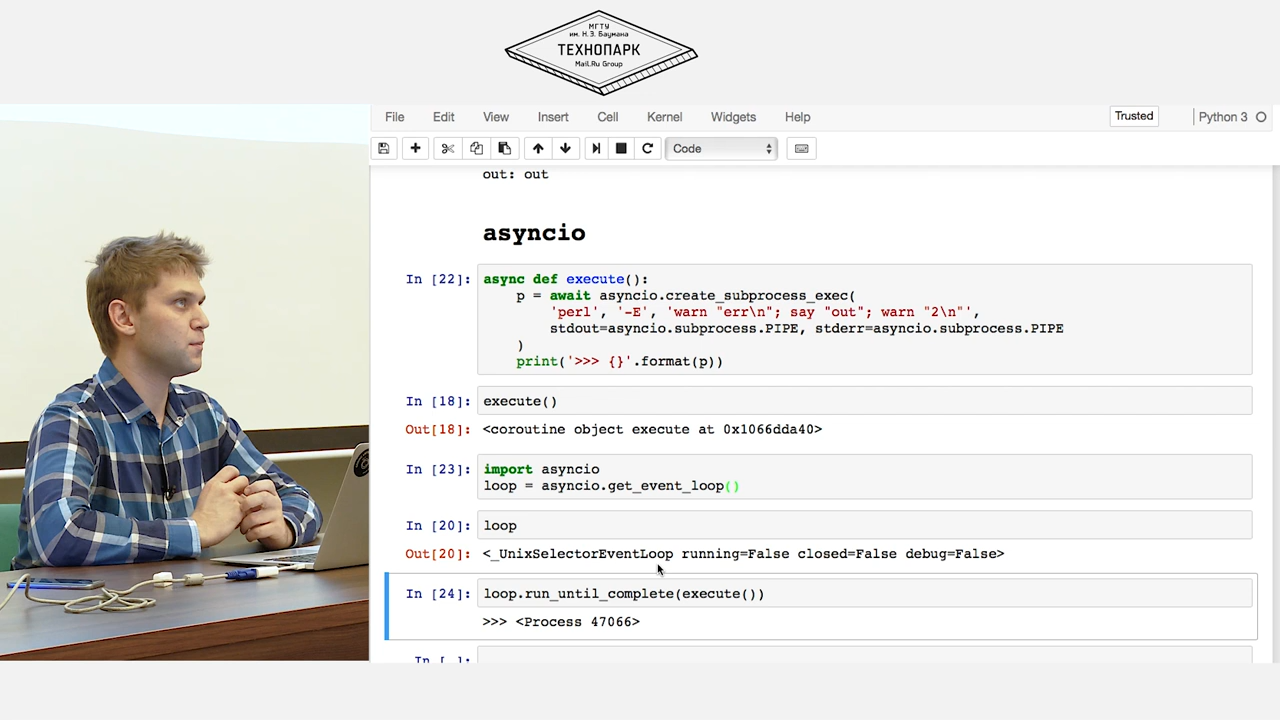 МГТУ
им. Н.Э. Баумана
ТЕХНОПАРК
Mail.Ru Group
File Edit View Insert Cell Kernel Widgets Help Trusted Python 3
Code
out: out
asyncio
In [22]: async def execute():
p = await asyncio.create_subprocess_exec(
'perl', '-E', 'warn "err\n"; say "out"; warn "2\n"',
stdout=asyncio.subprocess.PIPE, stderr=asyncio.subprocess.PIPE
)
print('>>> {}'.format(p))
In [18]: execute()
Out[18]: <coroutine object execute at 0x1066dda40>
In [23]: import asyncio
loop = asyncio.get_event_loop()
In [20]: loop
Out[20]: <_UnixSelectorEventLoop running=False closed=False debug=False>
In [24]: loop.run_until_complete(execute())
>>> <Process 47066>
In [ ]: